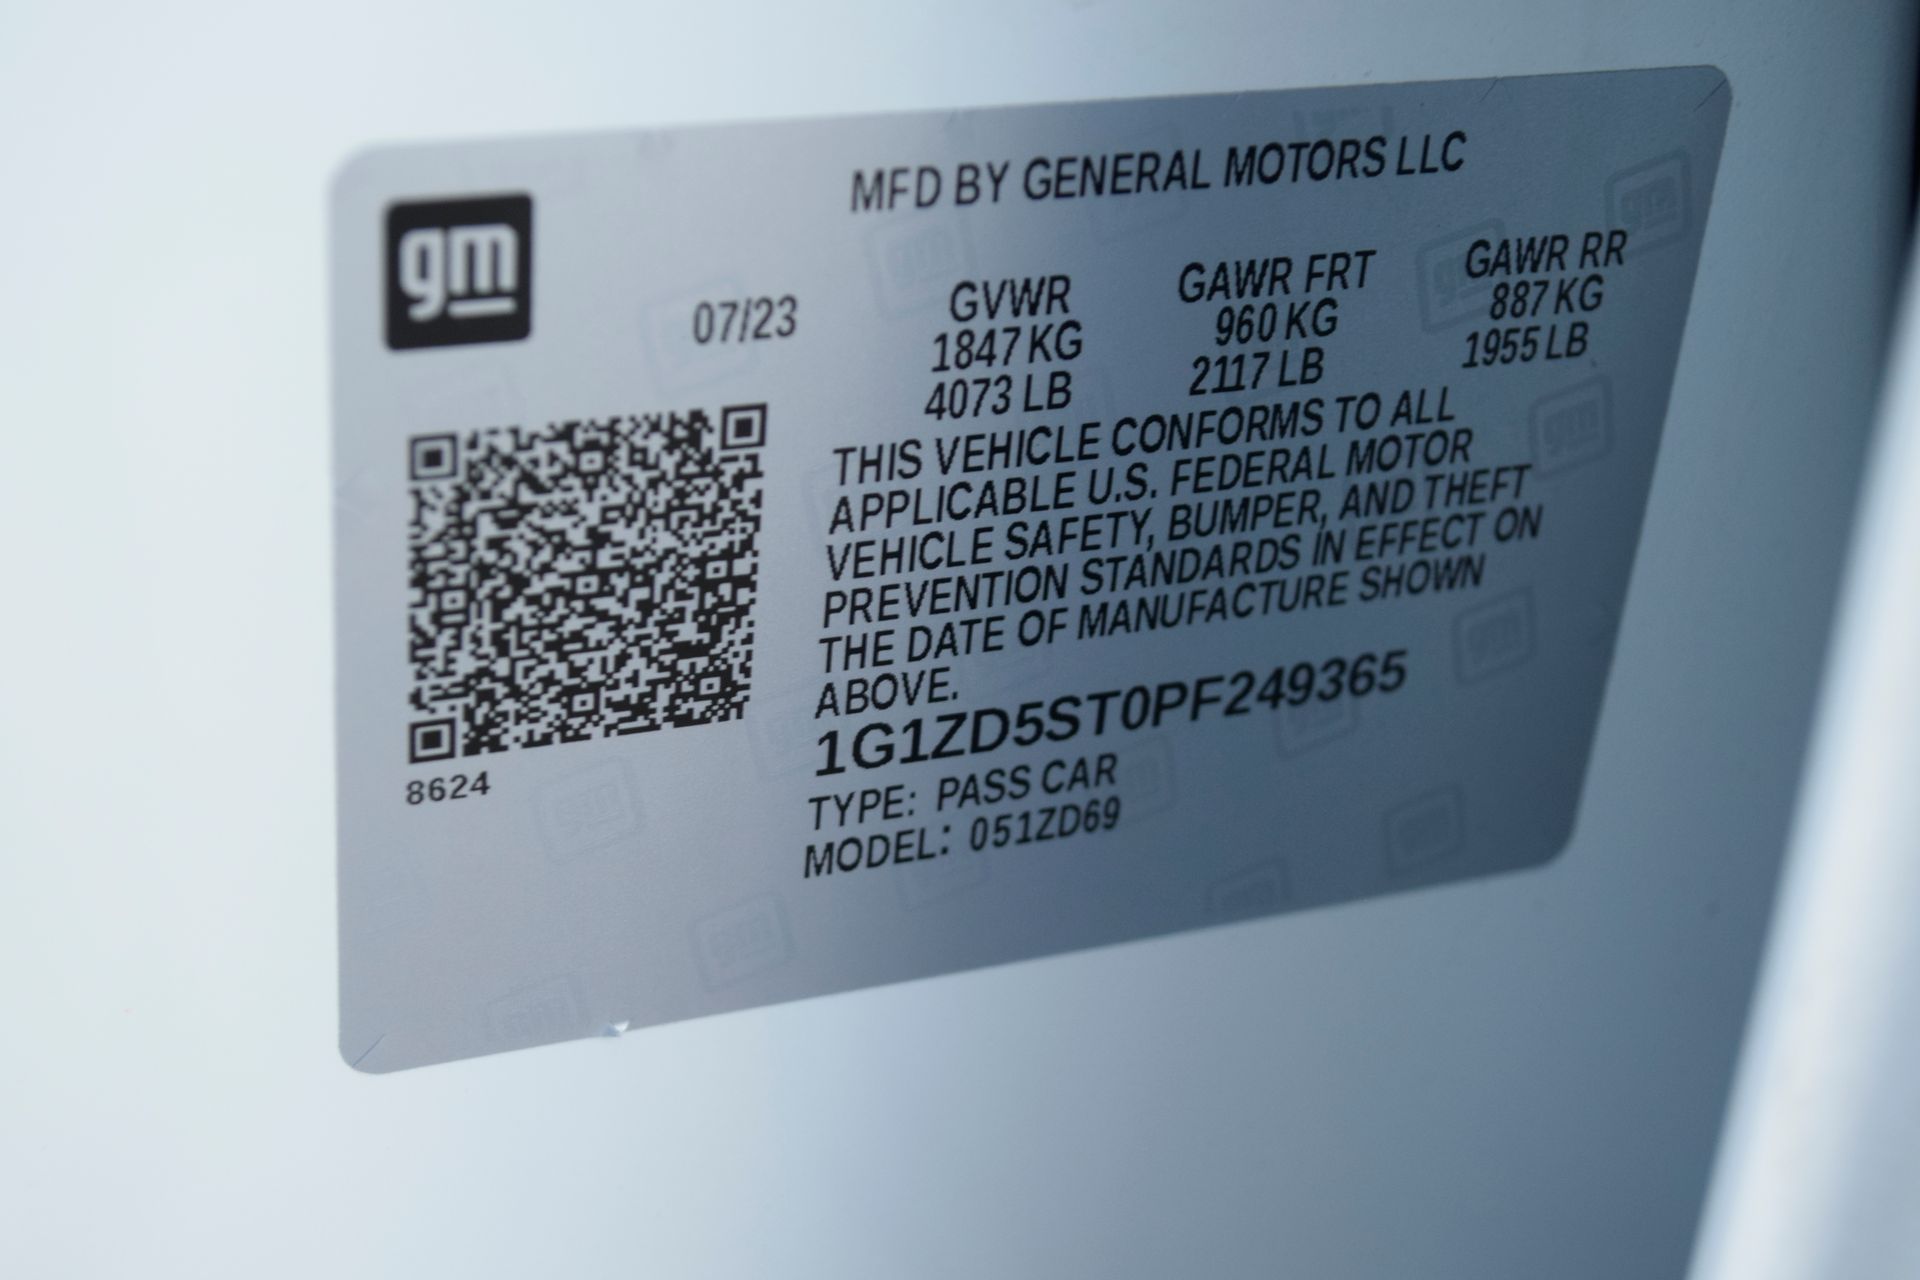 gm
MFD BY GENERAL MOTORS LLC
07/23
GVWR GAWR FRT GAWR RR
1847 KG 960 KG 887 KG
4073 LB 2117 LB 1955 LB
THIS VEHICLE CONFORMS TO ALL
APPLICABLE U.S. FEDERAL MOTOR
VEHICLE SAFETY, BUMPER, AND THEFT
PREVENTION STANDARDS IN EFFECT ON
THE DATE OF MANUFACTURE SHOWN
ABOVE.
1G1ZD5ST0PF249365
TYPE: PASS CAR
MODEL: 051ZD69
8624